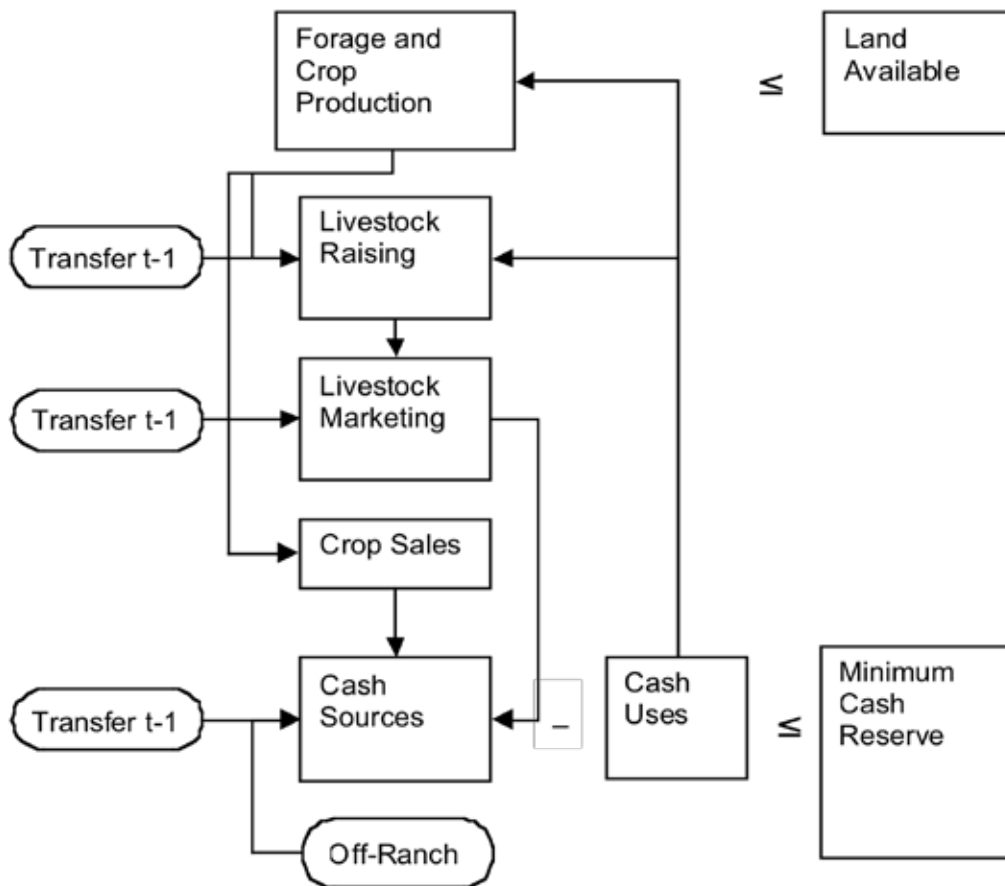 Forage and
Crop
Production
≤
Land
Available
Transfer t-1
Livestock
Raising
Transfer t-1
Livestock
Marketing
Crop Sales
Transfer t-1
Cash
Sources
_
Cash
Uses
≤
Minimum
Cash
Reserve
Off-Ranch